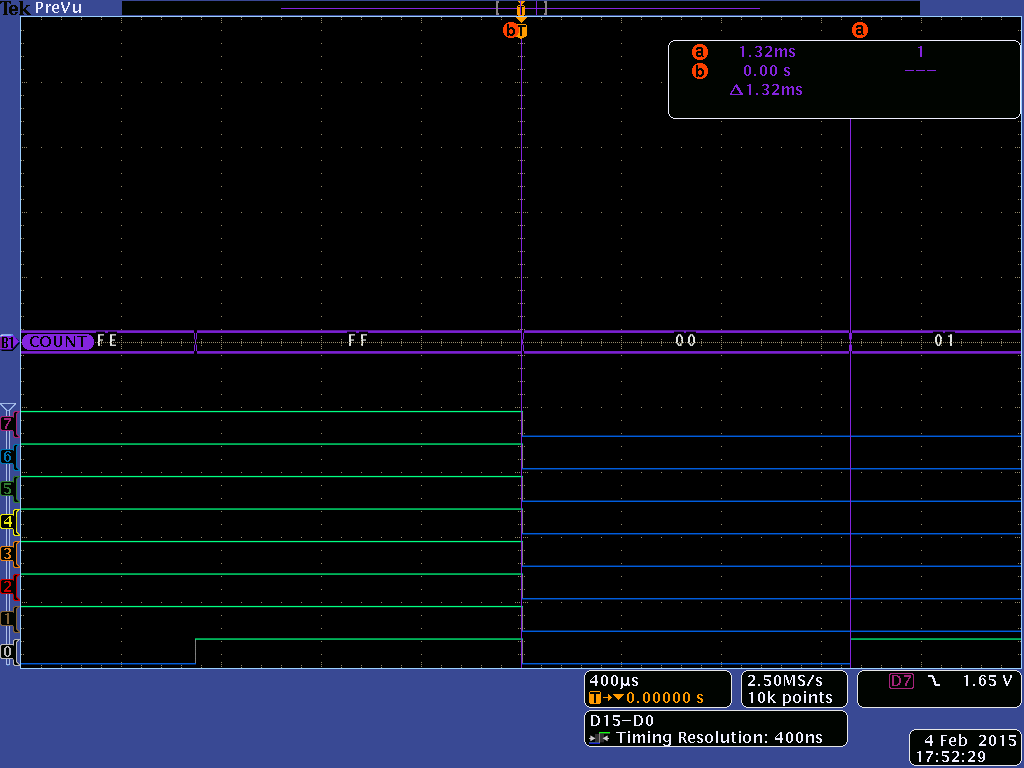 Tek PreVu
[ T ]
b T a
a 1.32ms 1
b 0.00 s ---
Δ1.32ms
B1 COUNT FE FF 00 01
7
6
5
4
3
2
1
0
400µs 2.50MS/s D7 1.65 V
T→▼0.00000 s 10k points
D15-D0
Timing Resolution: 400ns
4 Feb 2015
17:52:29